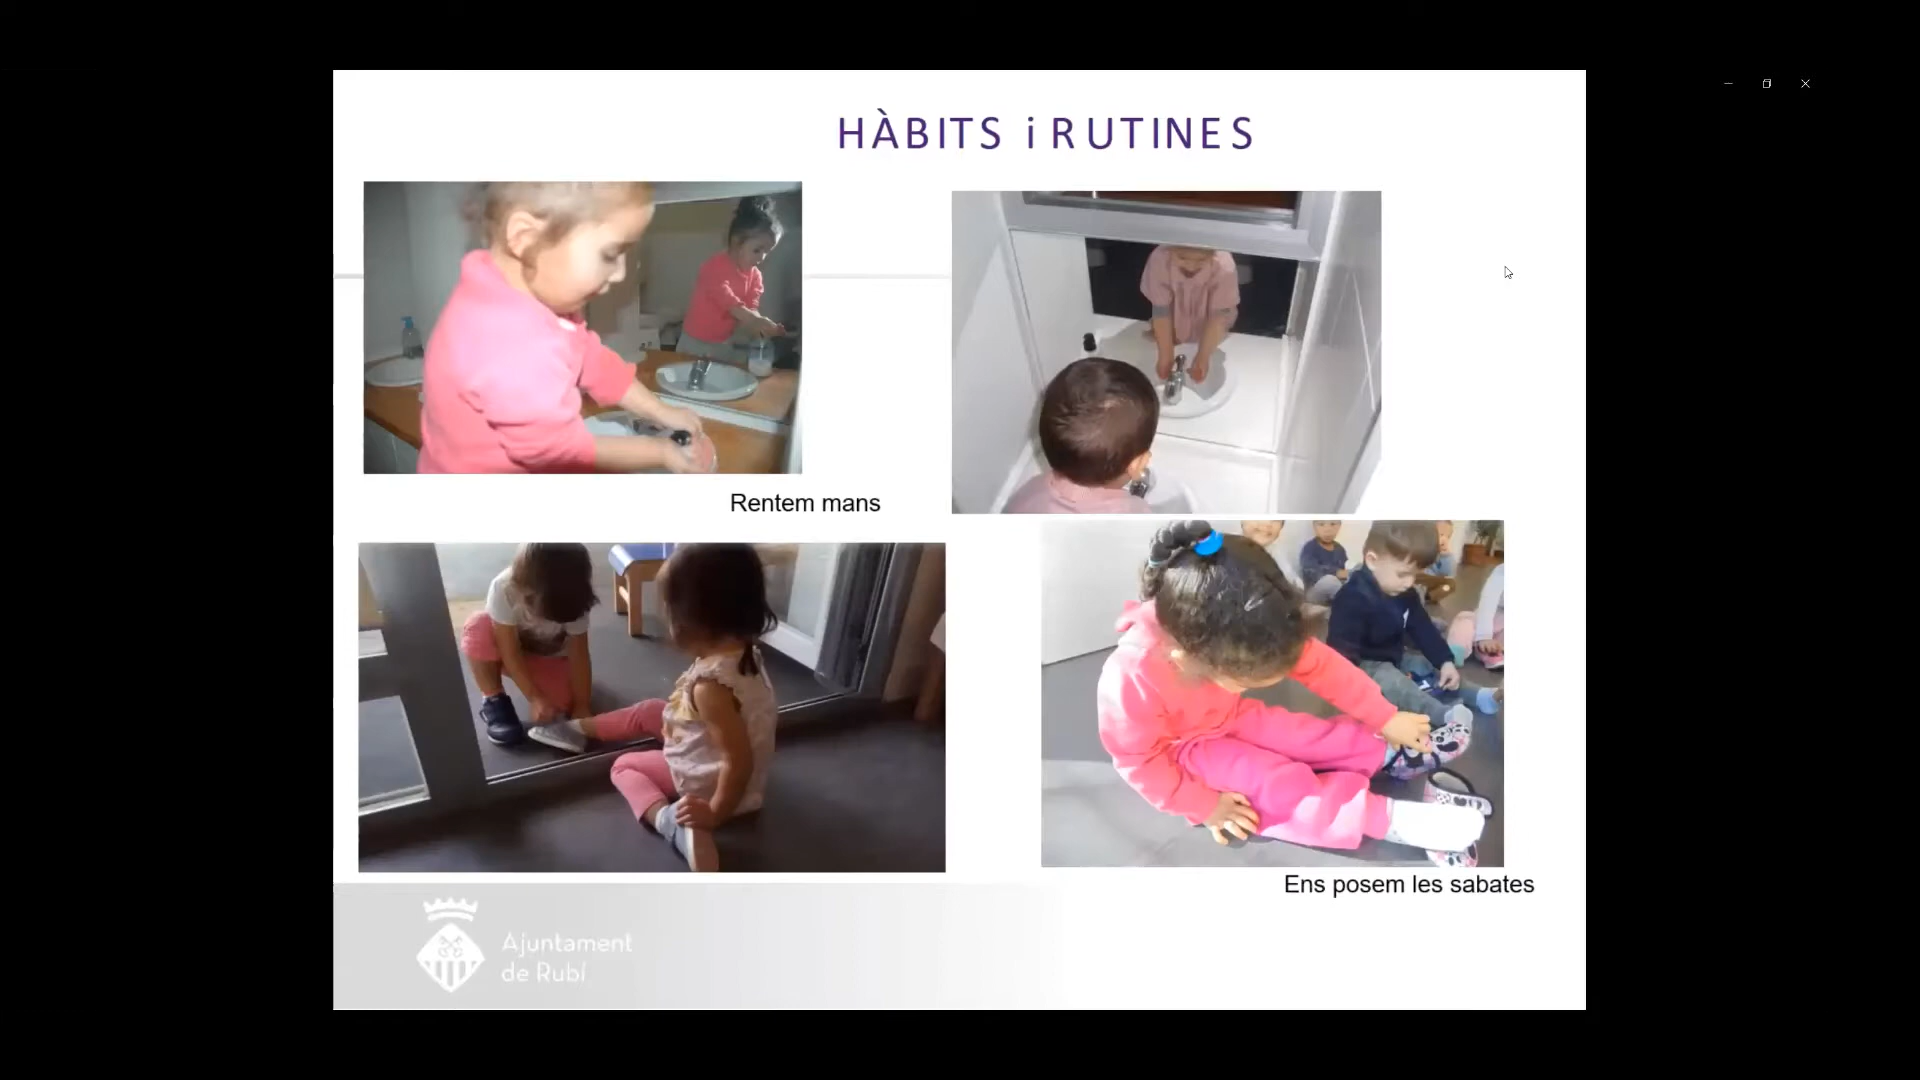 HÀBITS i RUTINES
Rentem mans
Ens posem les sabates
Ajuntament
de Rubí